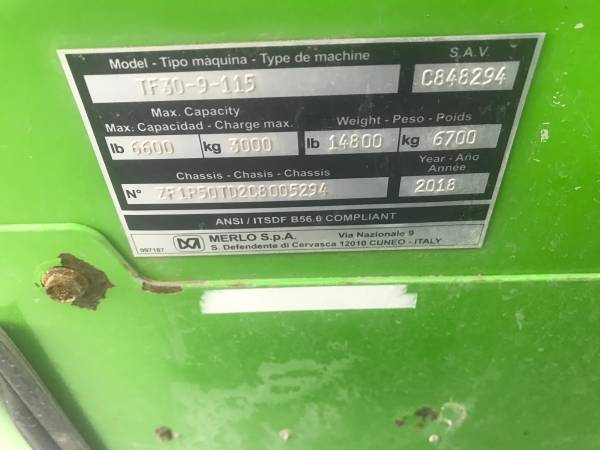 Model - Tipo màquina - Type de machine
S.A.V.
TF30-9-115
C848294
Max. Capacity
Max. Capacidad - Charge max.
Weight - Peso - Poids
lb 6600 kg 3000 lb 14800 kg 6700
Chassis - Chasis - Chassis
Year - Año
Année
N° ZF1P50TD208005294 2018
ANSI / ITSDF B56.6 COMPLIANT
MERLO S.p.A. Via Nazionale 9
S. Defendente di Cervasca 12010 CUNEO - ITALY
097187